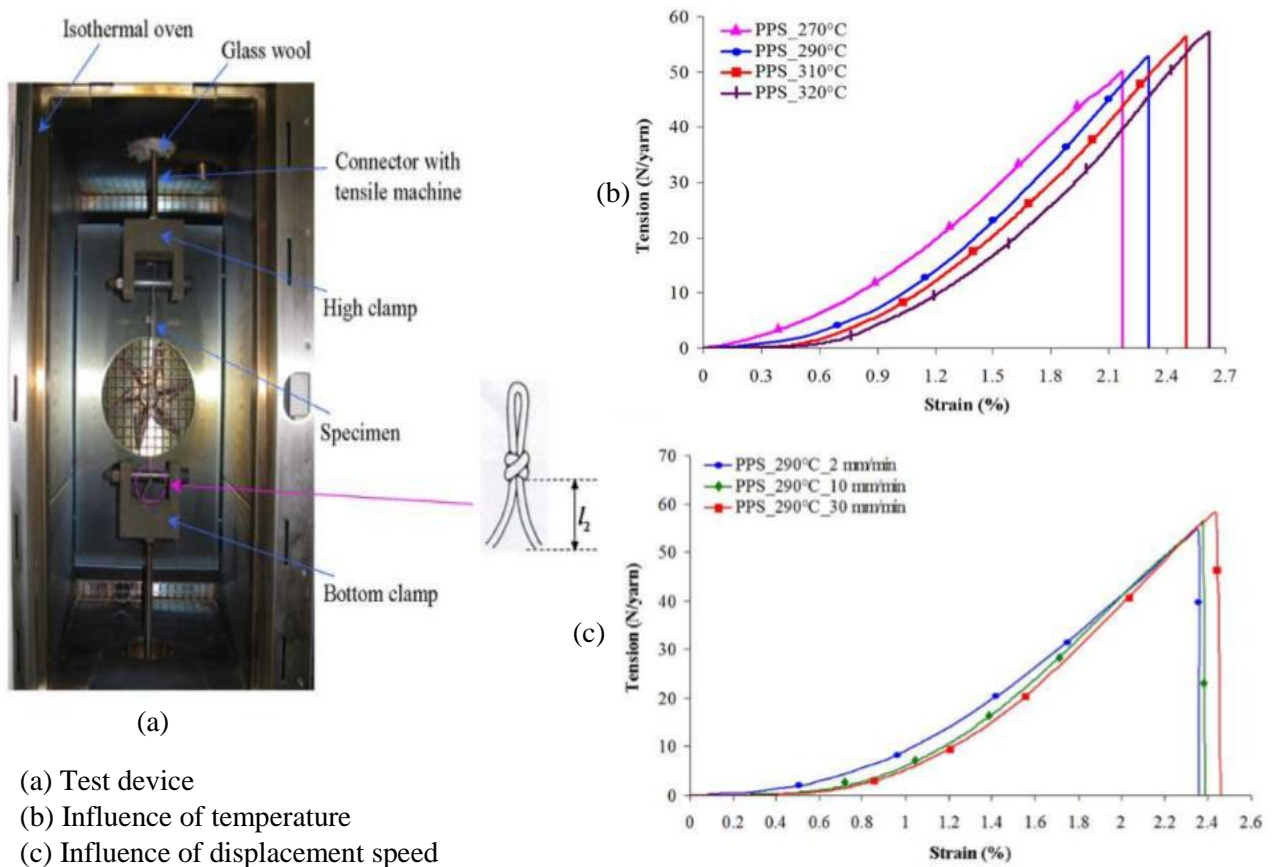 Isothermal oven
Glass wool
Connector with
tensile machine
High clamp
Specimen
Bottom clamp
l2
(a)
(b)
60
50
40
30
20
10
0
Tension (N/yarn)
PPS_270°C
PPS_290°C
PPS_310°C
PPS_320°C
0 0.3 0.6 0.9 1.2 1.5 1.8 2.1 2.4 2.7
Strain (%)
(c)
70
60
50
40
30
20
10
0
Tension (N/yarn)
PPS_290°C_2 mm/min
PPS_290°C_10 mm/min
PPS_290°C_30 mm/min
0 0.2 0.4 0.6 0.8 1 1.2 1.4 1.6 1.8 2 2.2 2.4 2.6
Strain (%)
(a) Test device
(b) Influence of temperature
(c) Influence of displacement speed